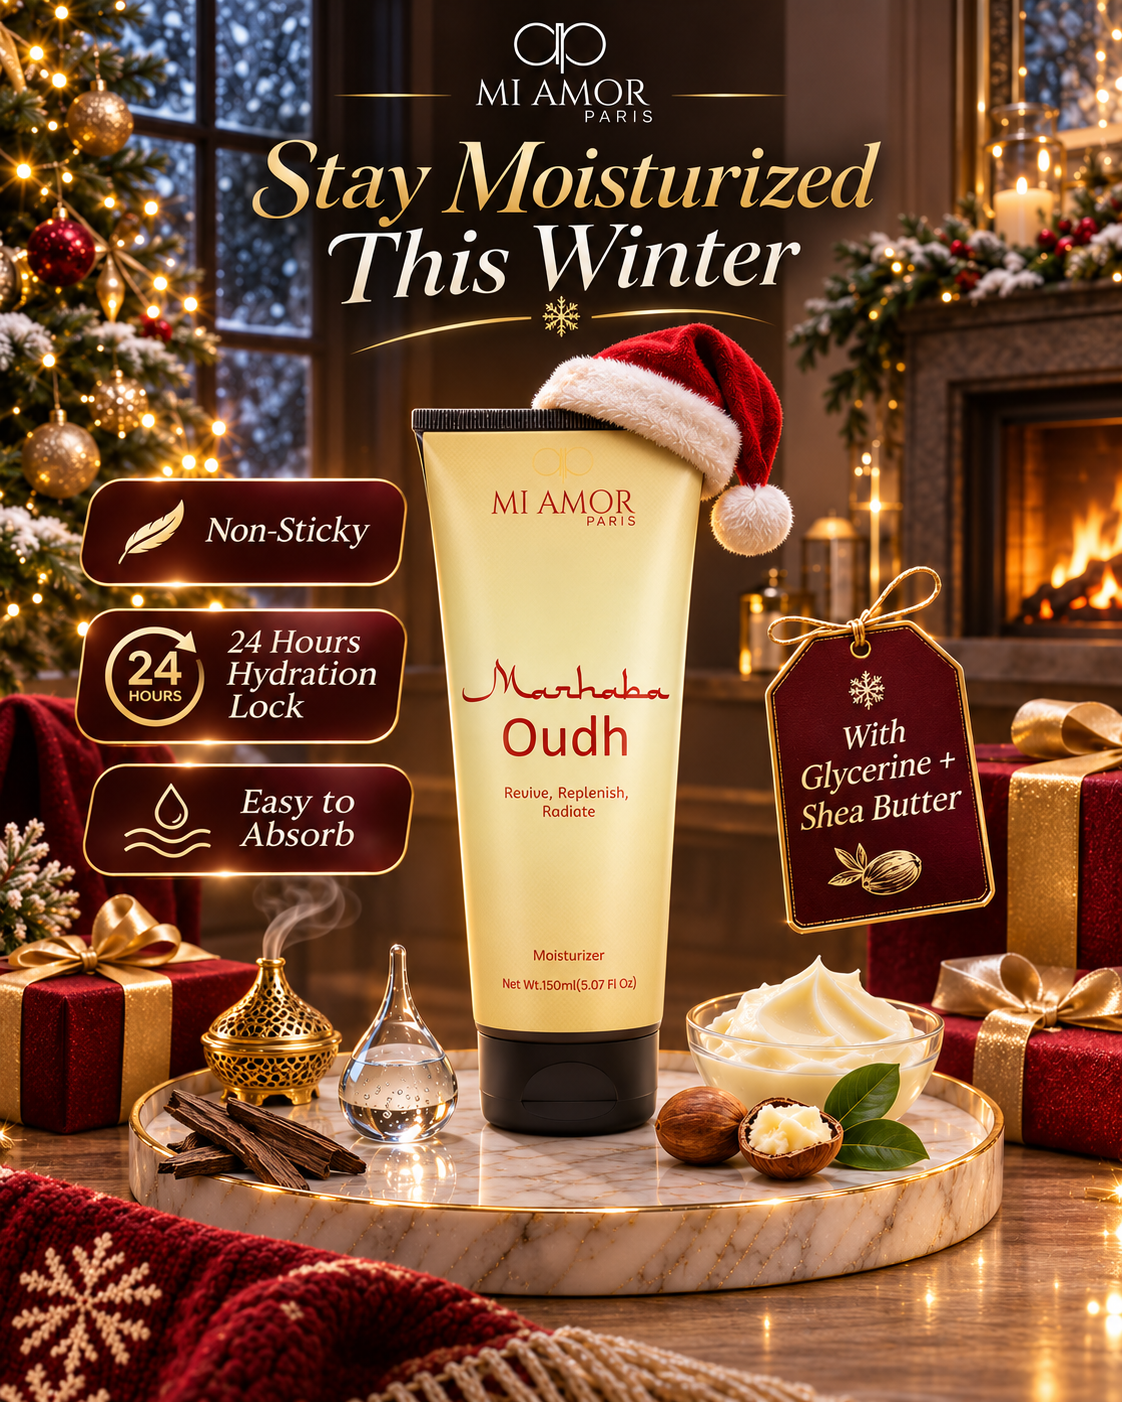 MI AMOR
PARIS
Stay Moisturized
This Winter
Non-Sticky
24
HOURS
24 Hours
Hydration
Lock
Easy to
Absorb
MI AMOR
PARIS
Marhaba
Oudh
Revive, Replenish,
Radiate
Moisturizer
Net Wt.150ml(5.07 Fl Oz)
With
Glycerine +
Shea Butter